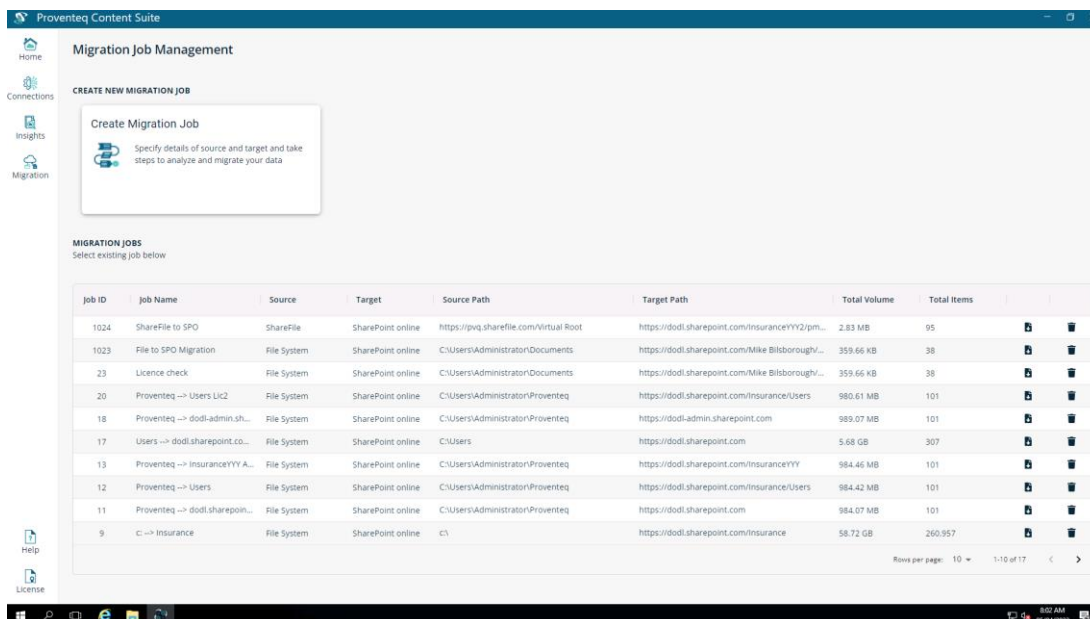 Proventeq Content Suite
Home
Connections
Insights
Migration
Help
License
Migration Job Management
CREATE NEW MIGRATION JOB
Create Migration Job
Specify details of source and target and take
steps to analyze and migrate your data
MIGRATION JOBS
Select existing job below
Job ID Job Name Source Target Source Path Target Path Total Volume Total Items
1024 ShareFile to SPO ShareFile SharePoint online https://pvq.sharefile.com/Virtual Root https://dodl.sharepoint.com/InsuranceYYY2/pm... 2.83 MB 95
1023 File to SPO Migration File System SharePoint online C:\Users\Administrator\Documents https://dodl.sharepoint.com/Mike Bilsborough/... 359.66 KB 38
23 Licence check File System SharePoint online C:\Users\Administrator\Documents https://dodl.sharepoint.com/Mike Bilsborough/... 359.66 KB 38
20 Proventeq --> Users Lic2 File System SharePoint online C:\Users\Administrator\Proventeq https://dodl.sharepoint.com/Insurance/Users 980.61 MB 101
18 Proventeq --> dodl-admin.sh... File System SharePoint online C:\Users\Administrator\Proventeq https://dodl-admin.sharepoint.com 989.07 MB 101
17 Users --> dodl.sharepoint.co... File System SharePoint online C:\Users https://dodl.sharepoint.com 5.68 GB 307
13 Proventeq --> InsuranceYYY A... File System SharePoint online C:\Users\Administrator\Proventeq https://dodl.sharepoint.com/InsuranceYYY 984.46 MB 101
12 Proventeq --> Users File System SharePoint online C:\Users\Administrator\Proventeq https://dodl.sharepoint.com/Insurance/Users 984.42 MB 101
11 Proventeq --> dodl.sharepoin... File System SharePoint online C:\Users\Administrator\Proventeq https://dodl.sharepoint.com 984.07 MB 101
9 c: --> Insurance File System SharePoint online C:\ https://dodl.sharepoint.com/Insurance 58.72 GB 260,957
Rows per page: 10 1-10 of 17
8:02 AM